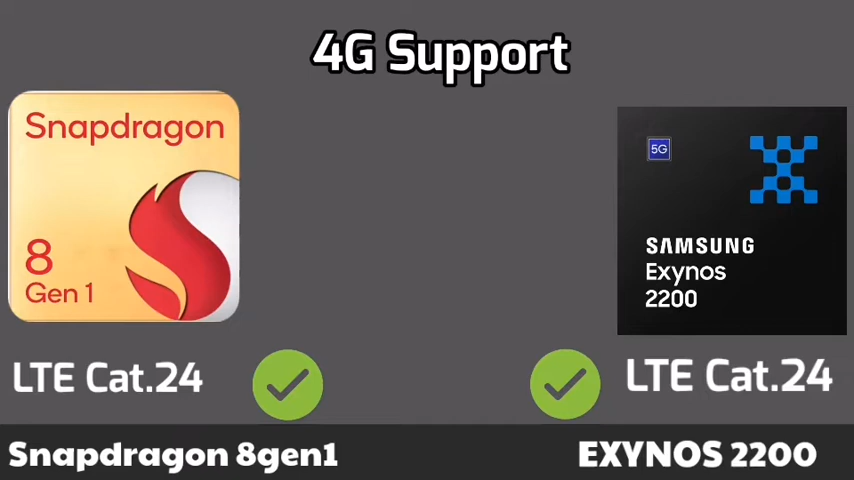 4G Support
Snapdragon
8
Gen 1
5G
SAMSUNG
Exynos
2200
LTE Cat.24
LTE Cat.24
Snapdragon 8gen1
EXYNOS 2200